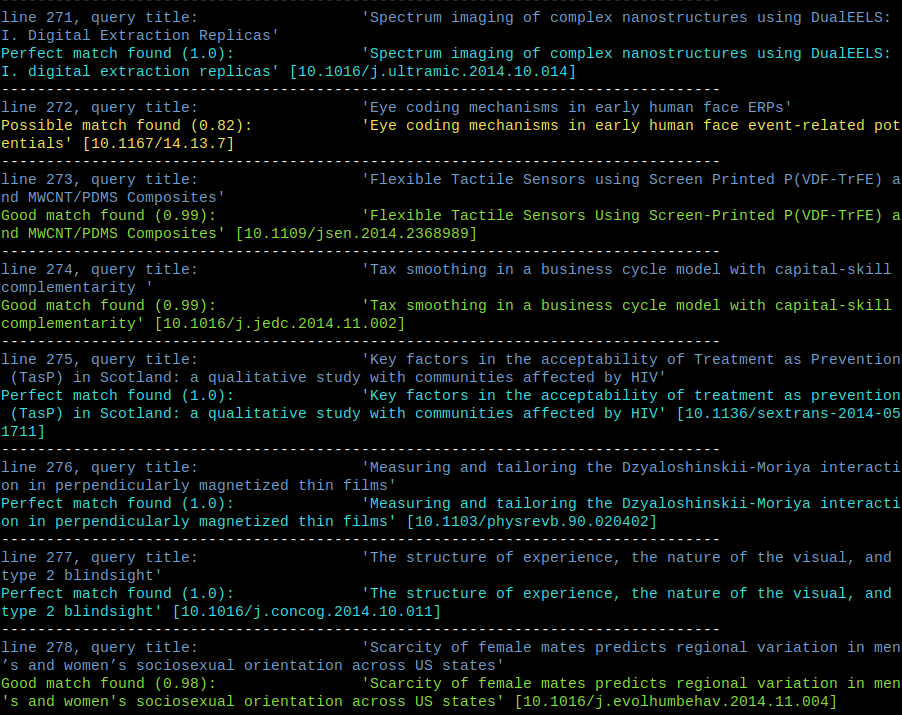 --------------------------------------------------------------------------------
line 271, query title:                  'Spectrum imaging of complex nanostructures using DualEELS:
I. Digital Extraction Replicas'
Perfect match found (1.0):              'Spectrum imaging of complex nanostructures using DualEELS:
I. digital extraction replicas' [10.1016/j.ultramic.2014.10.014]
--------------------------------------------------------------------------------
line 272, query title:                  'Eye coding mechanisms in early human face ERPs'
Possible match found (0.82):            'Eye coding mechanisms in early human face event-related pot
entials' [10.1167/14.13.7]
--------------------------------------------------------------------------------
line 273, query title:                  'Flexible Tactile Sensors using Screen Printed P(VDF-TrFE) a
nd MWCNT/PDMS Composites'
Good match found (0.99):                'Flexible Tactile Sensors Using Screen-Printed P(VDF-TrFE) a
nd MWCNT/PDMS Composites' [10.1109/jsen.2014.2368989]
--------------------------------------------------------------------------------
line 274, query title:                  'Tax smoothing in a business cycle model with capital-skill
complementarity '
Good match found (0.99):                'Tax smoothing in a business cycle model with capital-skill
complementarity' [10.1016/j.jedc.2014.11.002]
--------------------------------------------------------------------------------
line 275, query title:                  'Key factors in the acceptability of Treatment as Prevention
 (TasP) in Scotland: a qualitative study with communities affected by HIV'
Perfect match found (1.0):              'Key factors in the acceptability of treatment as prevention
 (TasP) in Scotland: a qualitative study with communities affected by HIV' [10.1136/sextrans-2014-05
1711]
--------------------------------------------------------------------------------
line 276, query title:                  'Measuring and tailoring the Dzyaloshinskii-Moriya interacti
on in perpendicularly magnetized thin films'
Perfect match found (1.0):              'Measuring and tailoring the Dzyaloshinskii-Moriya interacti
on in perpendicularly magnetized thin films' [10.1103/physrevb.90.020402]
--------------------------------------------------------------------------------
line 277, query title:                  'The structure of experience, the nature of the visual, and
type 2 blindsight'
Perfect match found (1.0):              'The structure of experience, the nature of the visual, and
type 2 blindsight' [10.1016/j.concog.2014.10.011]
--------------------------------------------------------------------------------
line 278, query title:                  'Scarcity of female mates predicts regional variation in men
’s and women’s sociosexual orientation across US states'
Good match found (0.98):                'Scarcity of female mates predicts regional variation in men
's and women's sociosexual orientation across US states' [10.1016/j.evolhumbehav.2014.11.004]